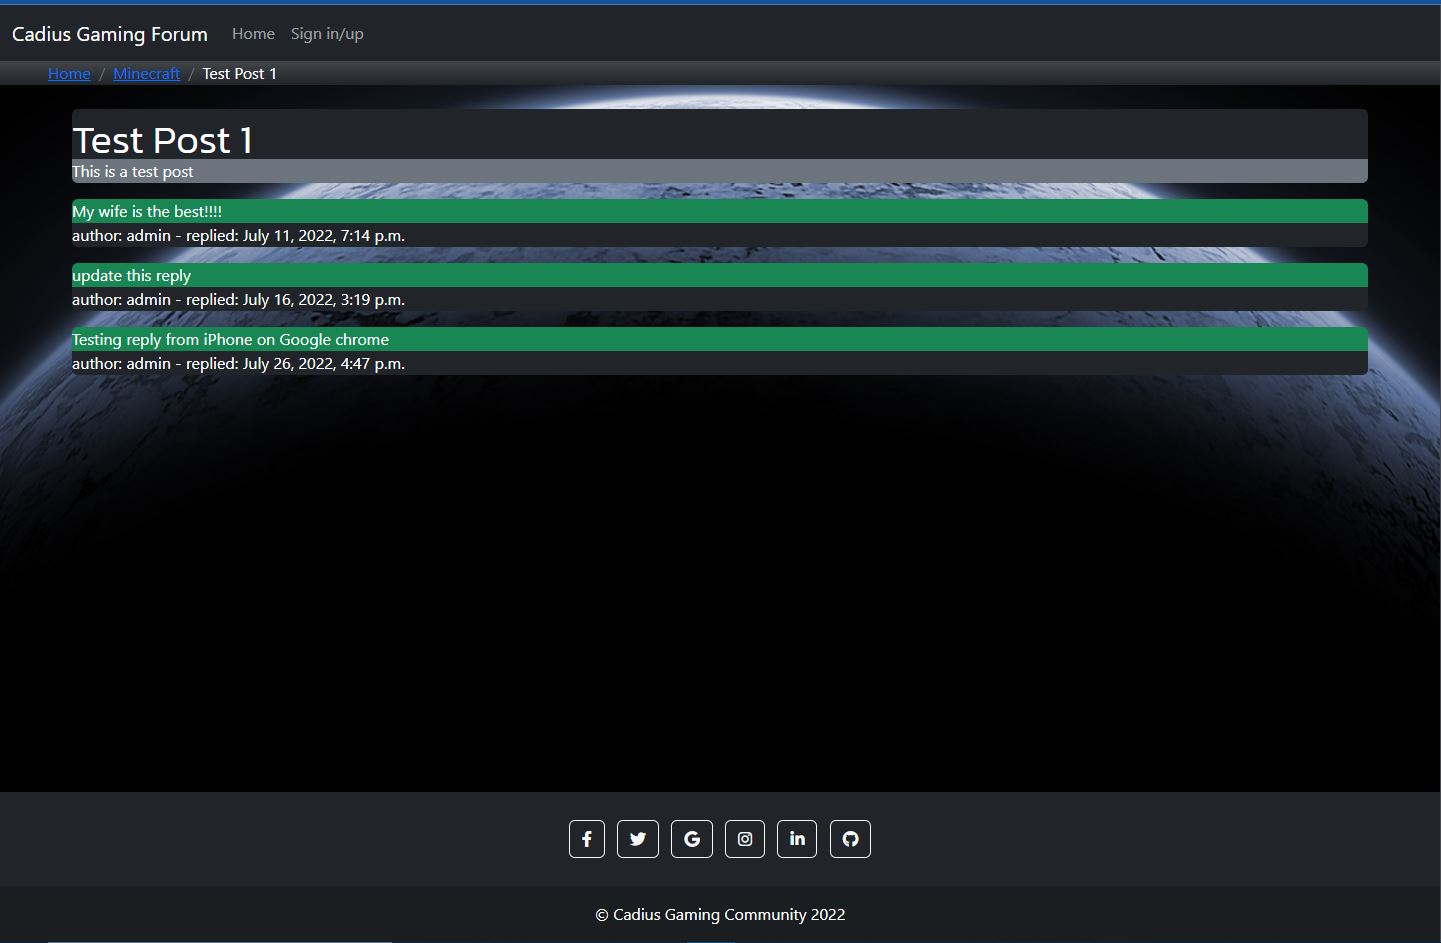 Cadius Gaming Forum Home Sign in/up
Home / Minecraft / Test Post 1
Test Post 1
This is a test post
My wife is the best!!!!
author: admin - replied: July 11, 2022, 7:14 p.m.
update this reply
author: admin - replied: July 16, 2022, 3:19 p.m.
Testing reply from iPhone on Google chrome
author: admin - replied: July 26, 2022, 4:47 p.m.
© Cadius Gaming Community 2022